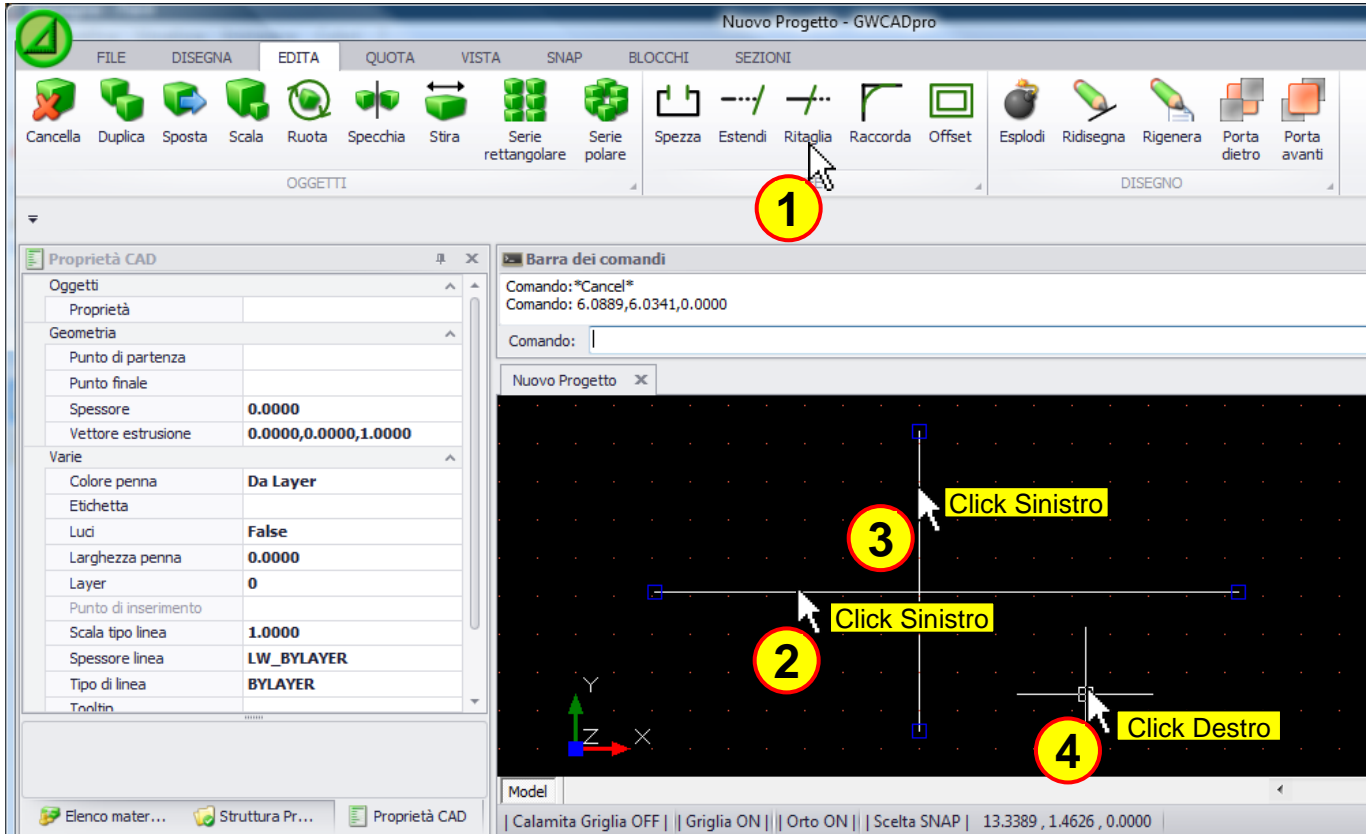 Nuovo Progetto - GWCADpro
FILE DISEGNA EDITA QUOTA VISTA SNAP BLOCCHI SEZIONI
Cancella Duplica Sposta Scala Ruota Specchia Stira Serie rettangolare Serie polare Spezza Estendi Ritaglia Raccorda Offset Esplodi Ridisegna Rigenera Porta dietro Porta avanti
OGGETTI DISEGNO
1
Proprietà CAD
Oggetti
Proprietà
Geometria
Punto di partenza
Punto finale
Spessore 0.0000
Vettore estrusione 0.0000,0.0000,1.0000
Varie
Colore penna Da Layer
Etichetta
Luci False
Larghezza penna 0.0000
Layer 0
Punto di inserimento
Scala tipo linea 1.0000
Spessore linea LW_BYLAYER
Tipo di linea BYLAYER
Tooltip
Elenco mater... Struttura Pr... Proprietà CAD
Barra dei comandi
Comando:*Cancel*
Comando: 6.0889,6.0341,0.0000
Comando:
Nuovo Progetto
Click Sinistro
3
Click Sinistro
2
Click Destro
4
Y
Z X
Model
| Calamita Griglia OFF | | Griglia ON | | Orto ON | | Scelta SNAP | 13.3389 , 1.4626 , 0.0000